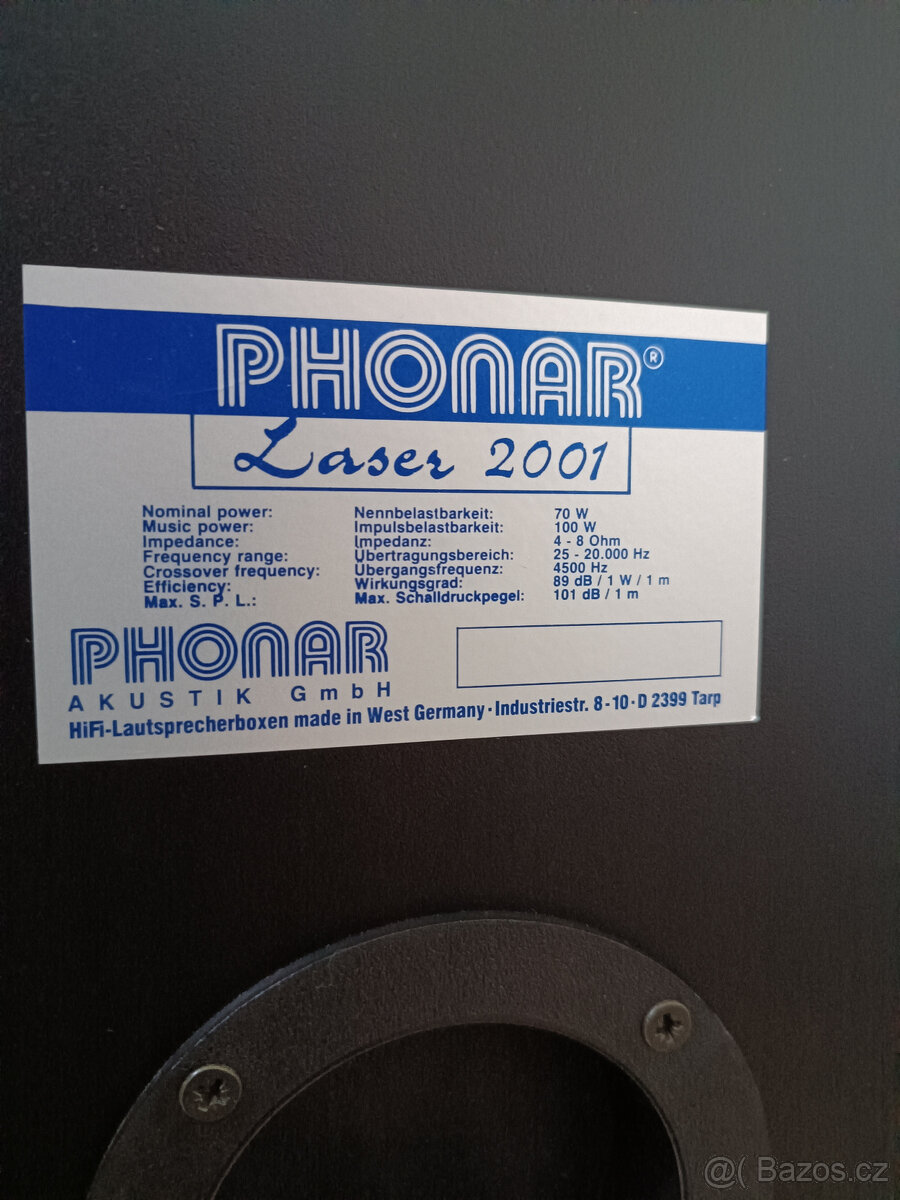 PHONAR®
Laser 2001
Nominal power: Nennbelastbarkeit: 70 W
Music power: Impulsbelastbarkeit: 100 W
Impedance: Impedanz: 4 - 8 Ohm
Frequency range: Übertragungsbereich: 25 - 20.000 Hz
Crossover frequency: Übergangsfrequenz: 4500 Hz
Efficiency: Wirkungsgrad: 89 dB / 1 W / 1 m
Max. S. P. L.: Max. Schalldruckpegel: 101 dB / 1 m
PHONAR
AKUSTIK GmbH
HiFi-Lautsprecherboxen made in West Germany · Industriestr. 8-10 · D 2399 Tarp
@( Bazos.cz